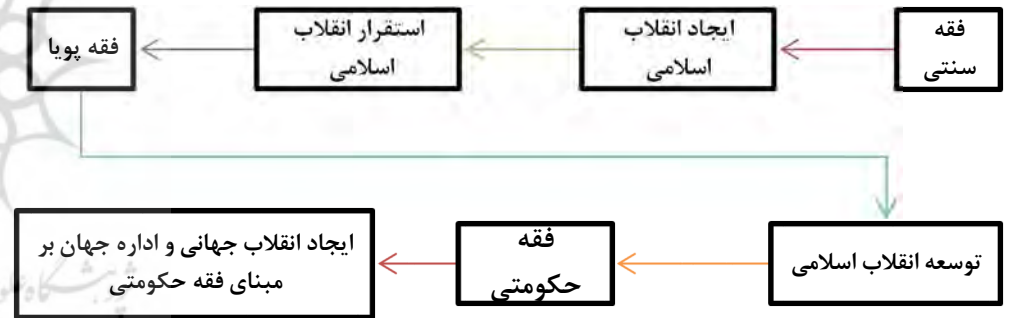 فقه
سنتی
ایجاد انقلاب
اسلامی
استقرار انقلاب
اسلامی
فقه پویا
توسعه انقلاب اسلامی
فقه
حکومتی
ایجاد انقلاب جهانی و اداره جهان بر
مبنای فقه حکومتی